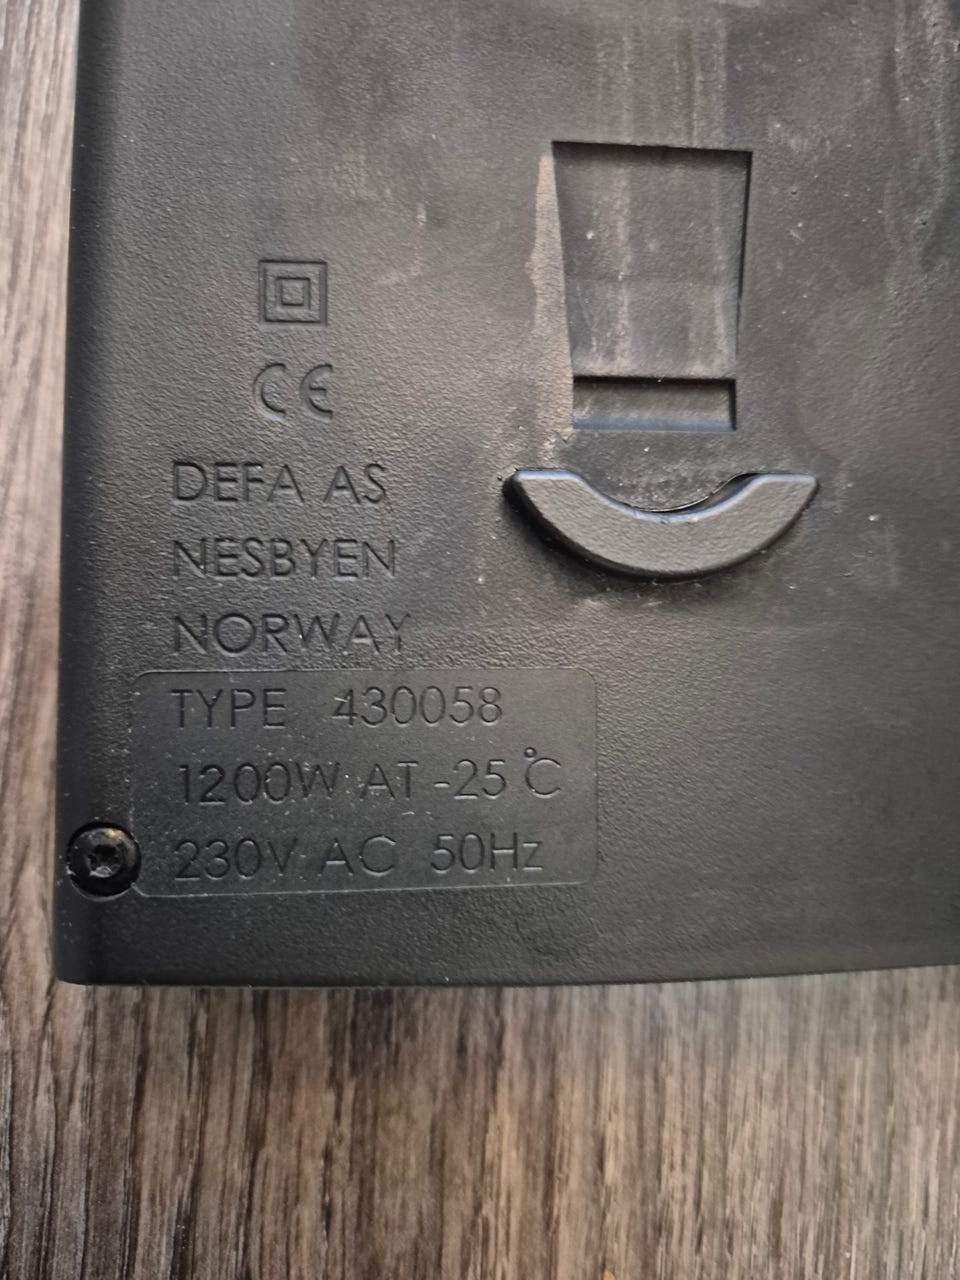 CE
DEFA AS
NESBYEN
NORWAY
TYPE 430058
1200W AT -25°C
230V AC 50Hz